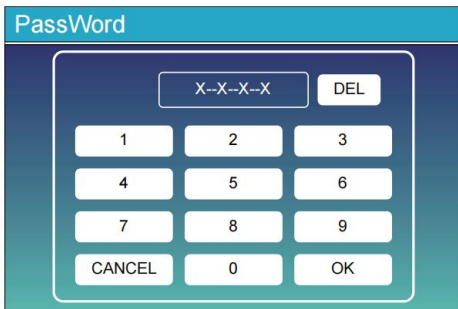 PassWord
X--X--X--X DEL
1 2 3
4 5 6
7 8 9
CANCEL 0 OK